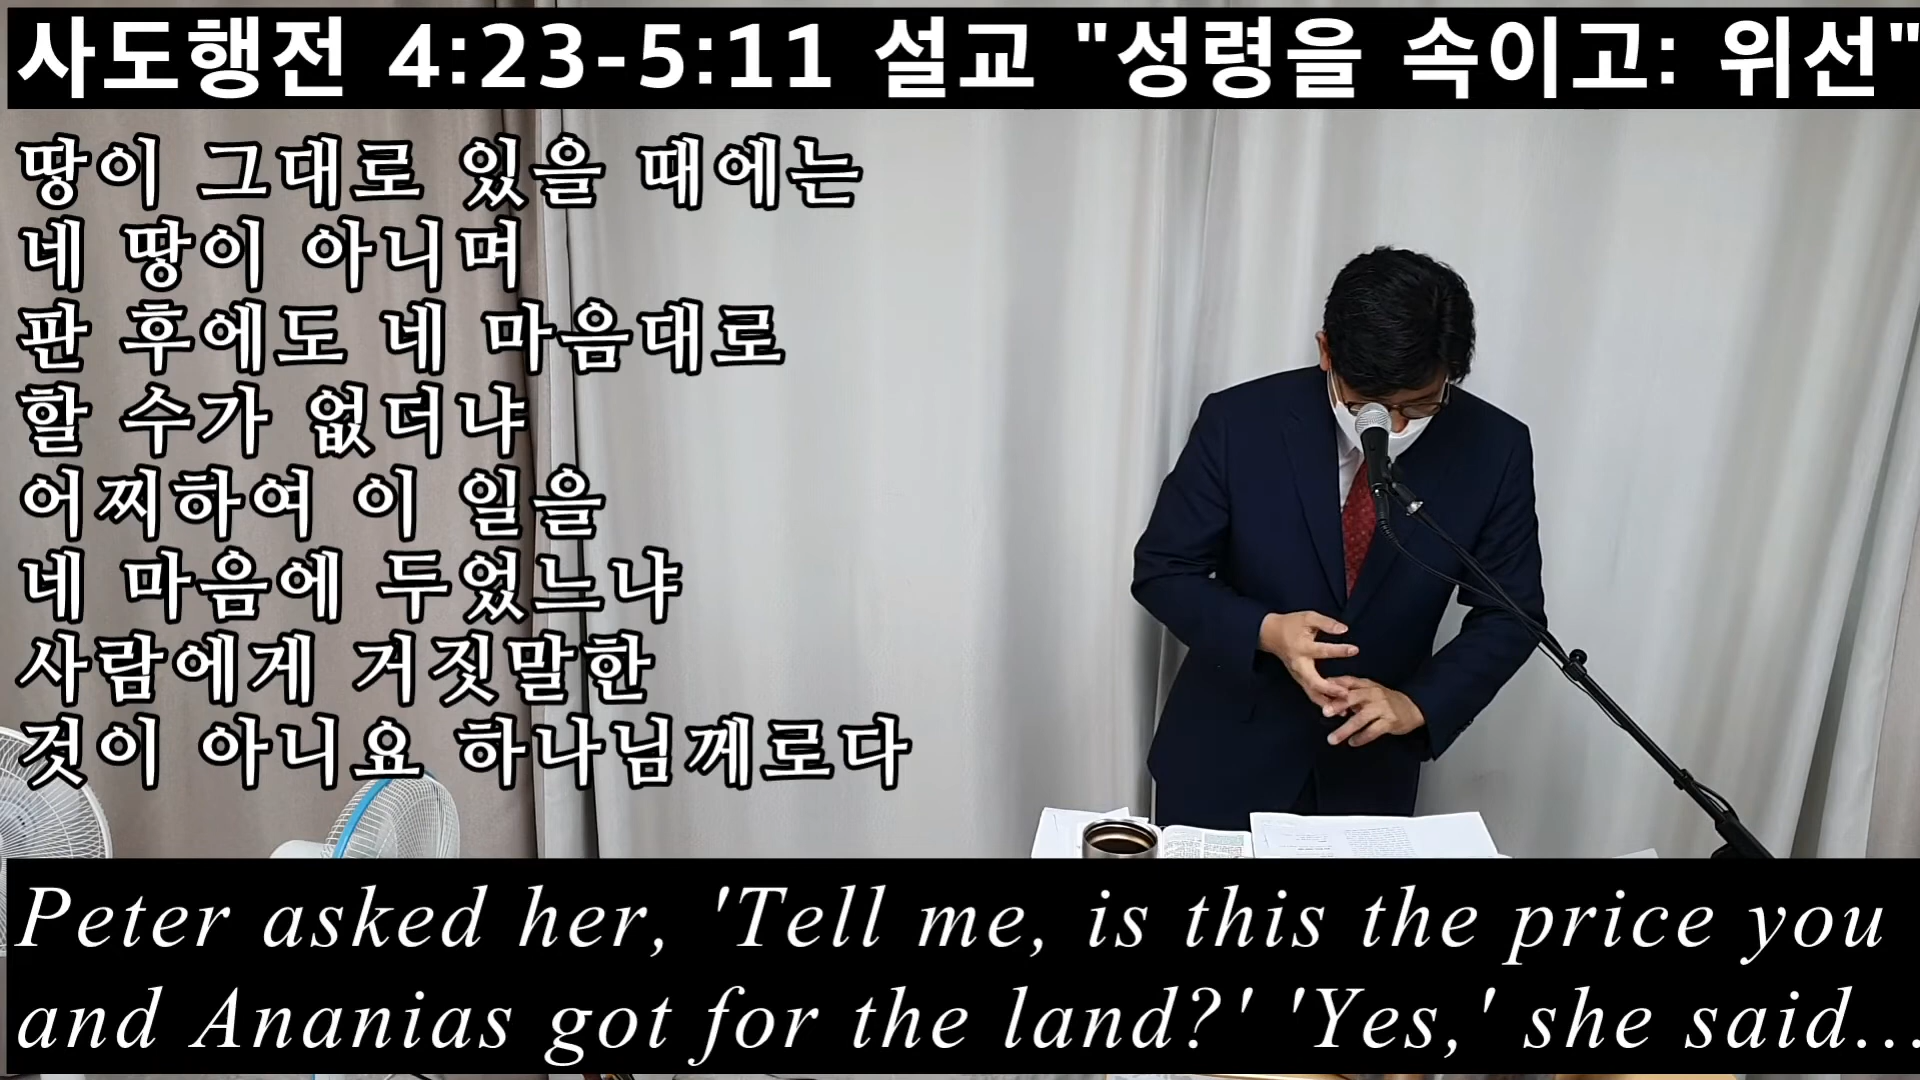 사도행전 4:23-5:11 설교 "성령을 속이고: 위선"
땅이 그대로 있을 때에는
네 땅이 아니며
판 후에도 네 마음대로
할 수가 없더냐
어찌하여 이 일을
네 마음에 두었느냐
사람에게 거짓말한
것이 아니요 하나님께로다
Peter asked her, 'Tell me, is this the price you
and Ananias got for the land?' 'Yes,' she said...